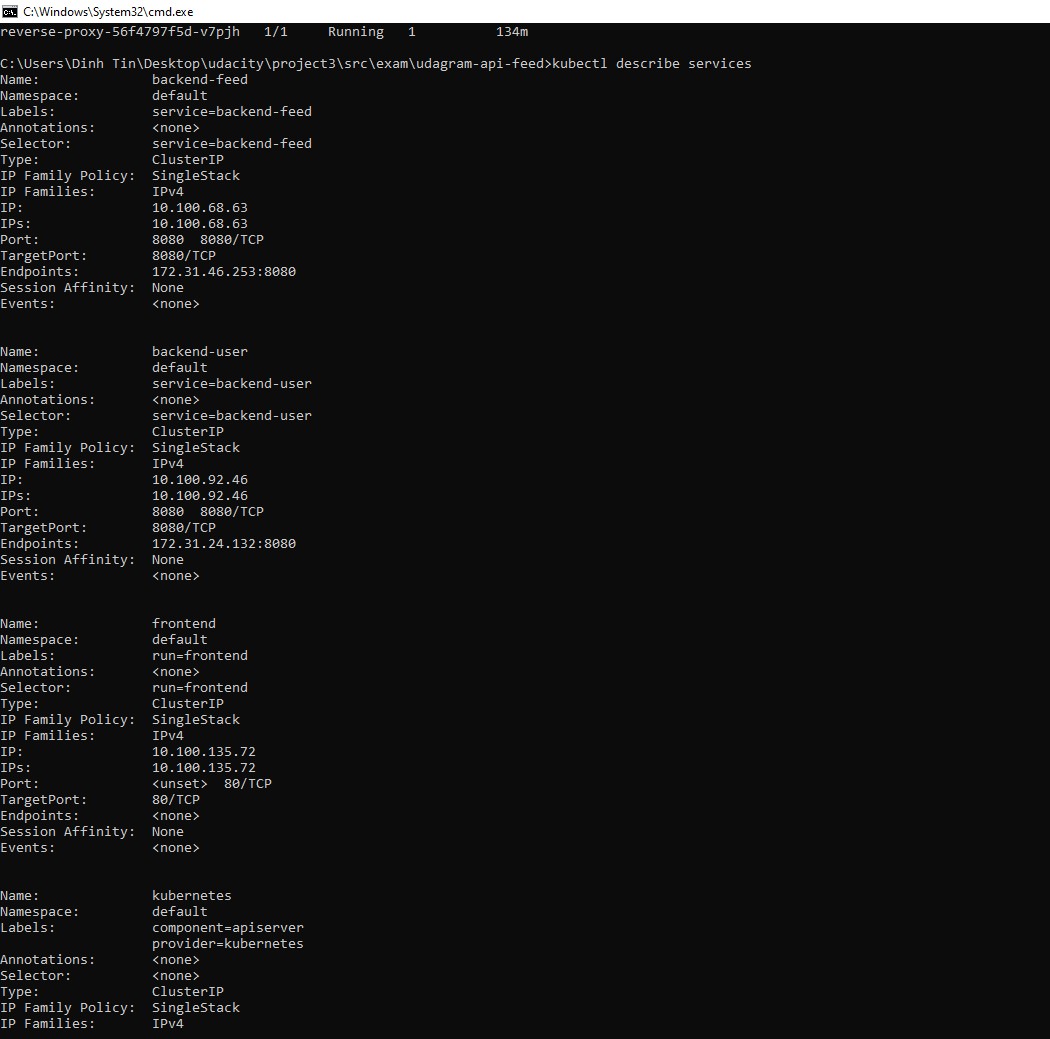 C:\Windows\System32\cmd.exe
reverse-proxy-56f4797f5d-v7pjh   1/1     Running   1          134m
C:\Users\Dinh Tin\Desktop\udacity\project3\src\exam\udagram-api-feed>kubectl describe services
Name:              backend-feed
Namespace:         default
Labels:            service=backend-feed
Annotations:       <none>
Selector:          service=backend-feed
Type:              ClusterIP
IP Family Policy:  SingleStack
IP Families:       IPv4
IP:                10.100.68.63
IPs:               10.100.68.63
Port:              8080  8080/TCP
TargetPort:        8080/TCP
Endpoints:         172.31.46.253:8080
Session Affinity:  None
Events:            <none>
Name:              backend-user
Namespace:         default
Labels:            service=backend-user
Annotations:       <none>
Selector:          service=backend-user
Type:              ClusterIP
IP Family Policy:  SingleStack
IP Families:       IPv4
IP:                10.100.92.46
IPs:               10.100.92.46
Port:              8080  8080/TCP
TargetPort:        8080/TCP
Endpoints:         172.31.24.132:8080
Session Affinity:  None
Events:            <none>
Name:              frontend
Namespace:         default
Labels:            run=frontend
Annotations:       <none>
Selector:          run=frontend
Type:              ClusterIP
IP Family Policy:  SingleStack
IP Families:       IPv4
IP:                10.100.135.72
IPs:               10.100.135.72
Port:              <unset>  80/TCP
TargetPort:        80/TCP
Endpoints:         <none>
Session Affinity:  None
Events:            <none>
Name:              kubernetes
Namespace:         default
Labels:            component=apiserver
                   provider=kubernetes
Annotations:       <none>
Selector:          <none>
Type:              ClusterIP
IP Family Policy:  SingleStack
IP Families:       IPv4